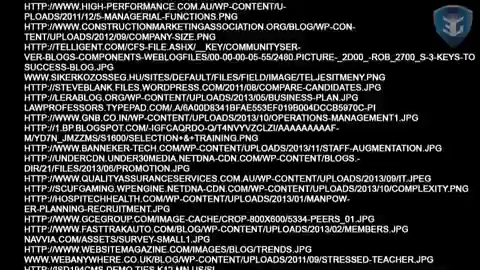 HTTP://WWW.HIGH-PERFORMANCE.COM.AU/WP-CONTENT/U-
PLOADS/2011/12/5-MANAGERIAL-FUNCTIONS.PNG
HTTP://WWW.CONSTRUCTIONMARKETINGASSOCIATION.ORG/BLOG/WP-CON-
TENT/UPLOADS/2012/09/COMPANY-SIZE.PNG
HTTP://TELLIGENT.COM/CFS-FILE.ASHX/__KEY/COMMUNITYSER-
VER-BLOGS-COMPONENTS-WEBLOGFILES/00-00-00-05-55/2480.PICTURE-_2D00_-ROB_2700_S-3-KEYS-TO
SUCCESS-BLOG.JPG
WWW.SIKERKOZOSSEG.HU/SITES/DEFAULT/FILES/FIELD/IMAGE/TELJESITMENY.PNG
HTTP://STEVEBLANK.FILES.WORDPRESS.COM/2011/08/COMPARE-CANDIDATES.JPG
HTTP://LERABLOG.ORG/WP-CONTENT/UPLOADS/2013/05/BUSINESS-PLAN.JPG
LAWPROFESSORS.TYPEPAD.COM/.A/6A00D8341BFAE553EF019B004DCCB5970C-PI
HTTP://WWW.GNB.CO.IN/WP-CONTENT/UPLOADS/2013/10/OPERATIONS-MANAGEMENT1.JPG
M/YD7N_JMZZMS/S1600/SELECTION+&+TRAINING.PNG
HTTP://WWW.BANNEKER-TECH.COM/WP-CONTENT/UPLOADS/2013/11/STAFF-AUGMENTATION.JPG
HTTP://UNDERCDN.UNDER30MEDIA.NETDNA-CDN.COM/WP-CONTENT/BLOGS.-
DIR/21/FILES/2013/06/PROMOTION.JPG
HTTP://WWW.QUALITYASSURANCESERVICES.COM.AU/WP-CONTENT/UPLOADS/2013/09/IT.JPEG
HTTP://SCUFGAMING.WPENGINE.NETDNA-CDN.COM/WP-CONTENT/UPLOADS/2013/10/COMPLEXITY.PNG
HTTP://HOSPITECHHEALTH.COM/WP-CONTENT/UPLOADS/2013/01/MANPOW-
ER-PLANNING-RECRUITMENT.JPG
HTTP://WWW.GCEGROUP.COM/IMAGE-CACHE/CROP-800X600/5334-PEERS_01.JPG
HTTP://WWW.FASTTRAKAUTO.COM/BLOG/WP-CONTENT/UPLOADS/2013/02/MEMBERS.JPG
NAVVIA.COM/ASSETS/SURVEY-SMALL1.JPG
HTTP://WWW.WEBSITEMAGAZINE.COM/IMAGES/BLOG/TRENDS.JPG
WWW.WEBANYWHERE.CO.UK/BLOG/WP-CONTENT/UPLOADS/2011/09/STRESSED-TEACHER.JPG